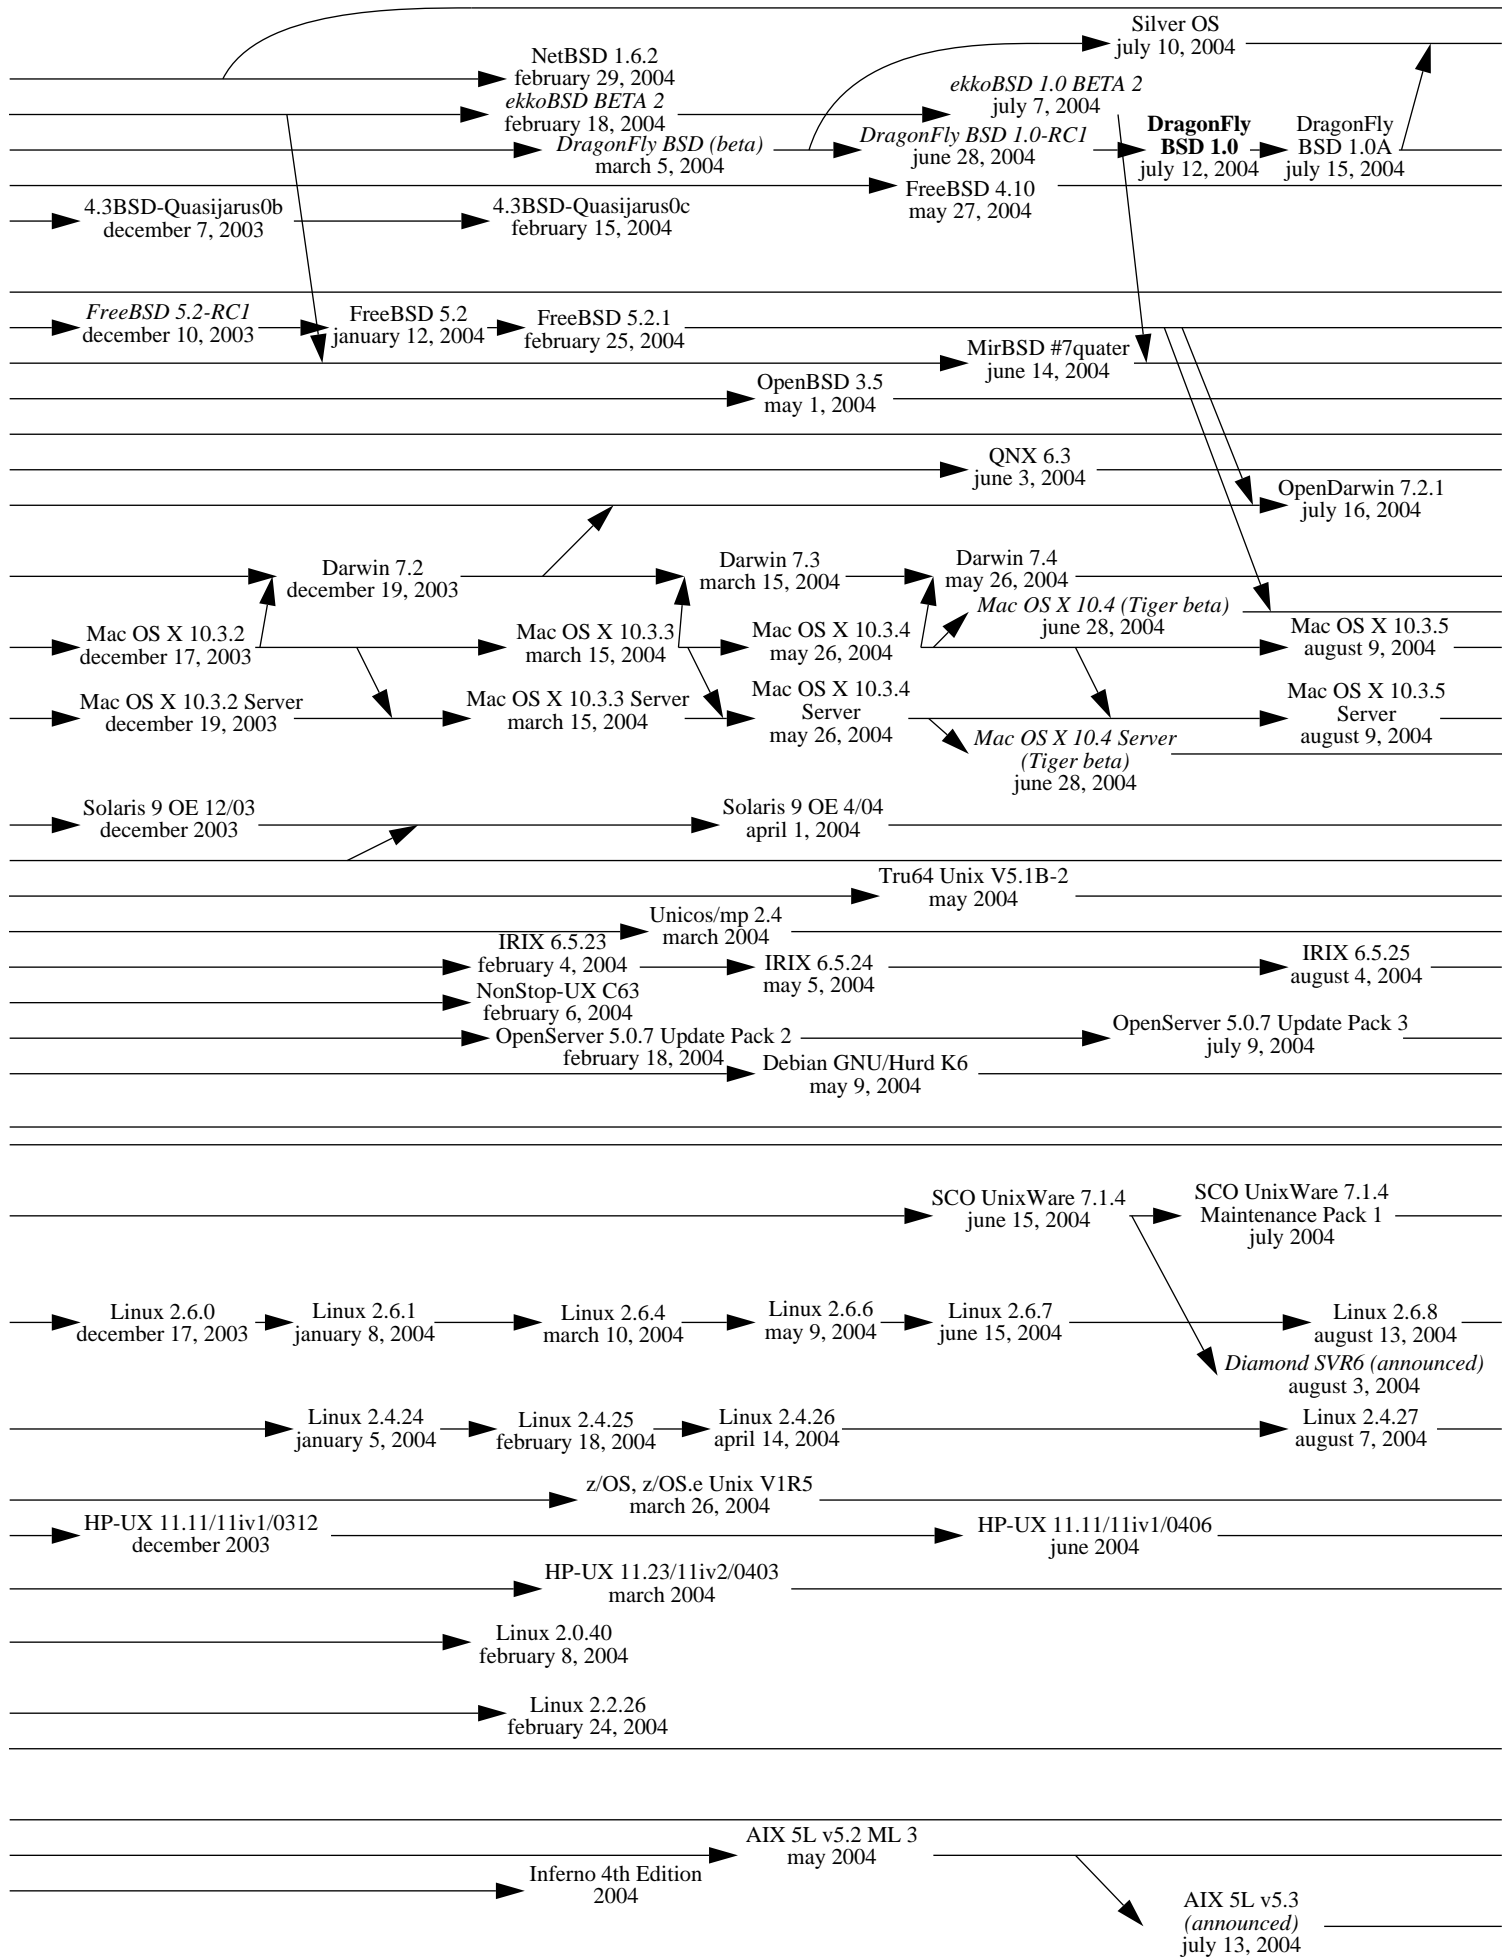 Silver OS
july 10, 2004
NetBSD 1.6.2
february 29, 2004
ekkoBSD BETA 2
february 18, 2004
ekkoBSD 1.0 BETA 2
july 7, 2004
DragonFly BSD (beta)
march 5, 2004
DragonFly BSD 1.0-RC1
june 28, 2004
DragonFly
BSD 1.0
july 12, 2004
DragonFly
BSD 1.0A
july 15, 2004
FreeBSD 4.10
may 27, 2004
4.3BSD-Quasijarus0b
december 7, 2003
4.3BSD-Quasijarus0c
february 15, 2004
FreeBSD 5.2-RC1
december 10, 2003
FreeBSD 5.2
january 12, 2004
FreeBSD 5.2.1
february 25, 2004
MirBSD #7quater
june 14, 2004
OpenBSD 3.5
may 1, 2004
QNX 6.3
june 3, 2004
OpenDarwin 7.2.1
july 16, 2004
Darwin 7.2
december 19, 2003
Darwin 7.3
march 15, 2004
Darwin 7.4
may 26, 2004
Mac OS X 10.4 (Tiger beta)
june 28, 2004
Mac OS X 10.3.2
december 17, 2003
Mac OS X 10.3.3
march 15, 2004
Mac OS X 10.3.4
may 26, 2004
Mac OS X 10.3.5
august 9, 2004
Mac OS X 10.3.2 Server
december 19, 2003
Mac OS X 10.3.3 Server
march 15, 2004
Mac OS X 10.3.4
Server
may 26, 2004
Mac OS X 10.3.5
Server
august 9, 2004
Mac OS X 10.4 Server
(Tiger beta)
june 28, 2004
Solaris 9 OE 12/03
december 2003
Solaris 9 OE 4/04
april 1, 2004
Tru64 Unix V5.1B-2
may 2004
Unicos/mp 2.4
march 2004
IRIX 6.5.23
february 4, 2004
IRIX 6.5.24
may 5, 2004
IRIX 6.5.25
august 4, 2004
NonStop-UX C63
february 6, 2004
OpenServer 5.0.7 Update Pack 2
february 18, 2004
OpenServer 5.0.7 Update Pack 3
july 9, 2004
Debian GNU/Hurd K6
may 9, 2004
SCO UnixWare 7.1.4
june 15, 2004
SCO UnixWare 7.1.4
Maintenance Pack 1
july 2004
Linux 2.6.0
december 17, 2003
Linux 2.6.1
january 8, 2004
Linux 2.6.4
march 10, 2004
Linux 2.6.6
may 9, 2004
Linux 2.6.7
june 15, 2004
Linux 2.6.8
august 13, 2004
Diamond SVR6 (announced)
august 3, 2004
Linux 2.4.24
january 5, 2004
Linux 2.4.25
february 18, 2004
Linux 2.4.26
april 14, 2004
Linux 2.4.27
august 7, 2004
z/OS, z/OS.e Unix V1R5
march 26, 2004
HP-UX 11.11/11iv1/0312
december 2003
HP-UX 11.11/11iv1/0406
june 2004
HP-UX 11.23/11iv2/0403
march 2004
Linux 2.0.40
february 8, 2004
Linux 2.2.26
february 24, 2004
AIX 5L v5.2 ML 3
may 2004
Inferno 4th Edition
2004
AIX 5L v5.3
(announced)
july 13, 2004